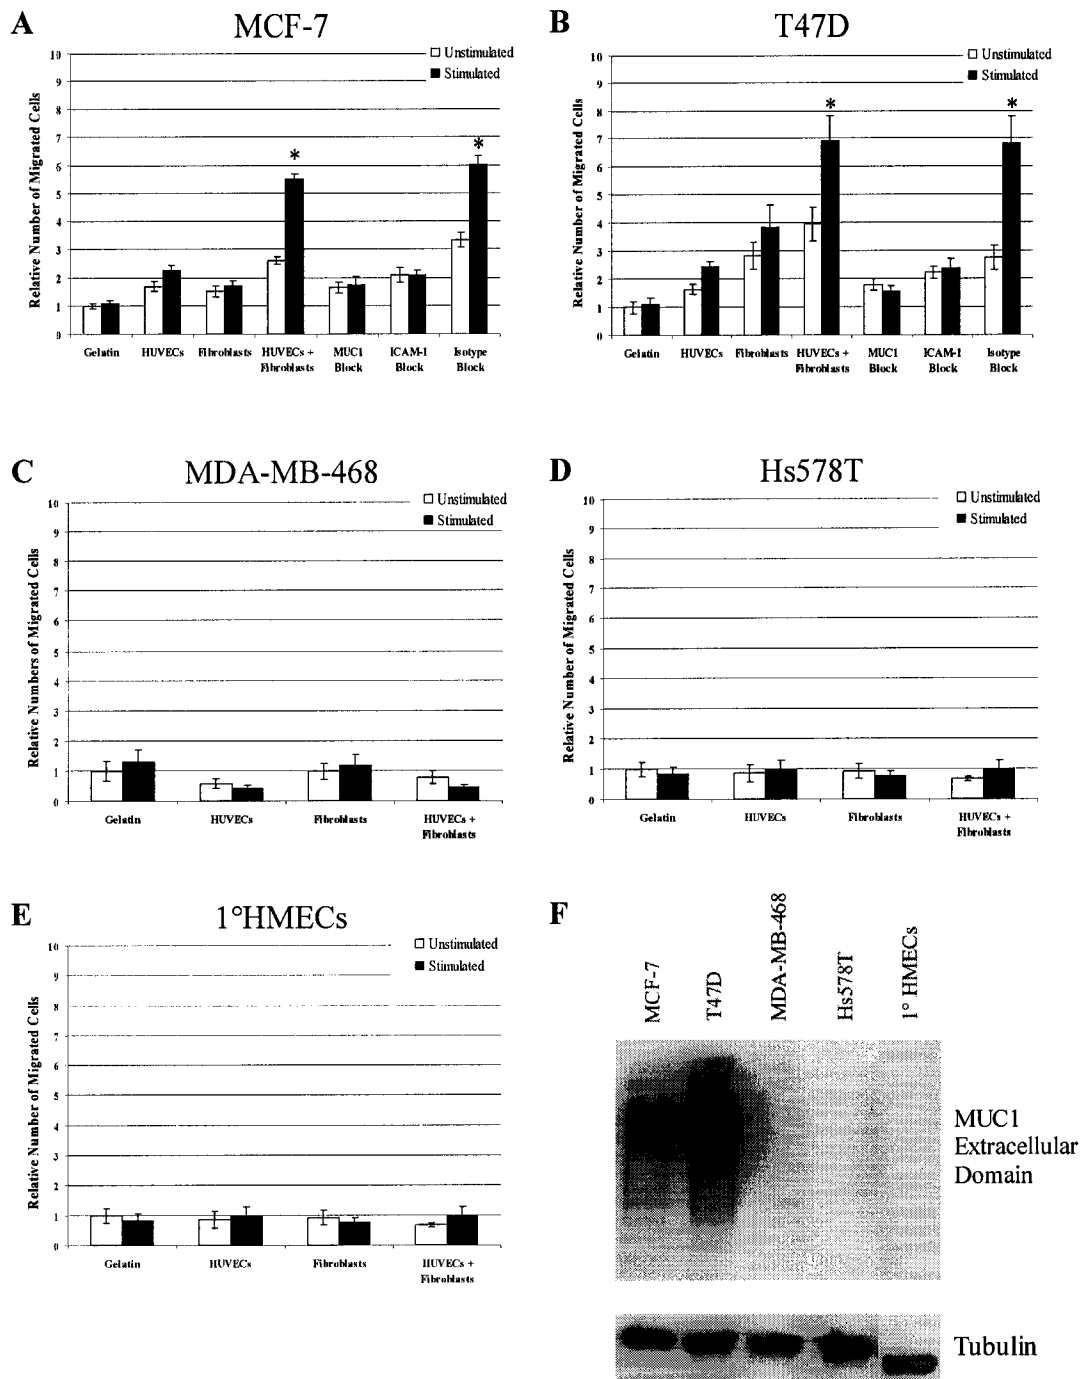 A
MCF-7
Unstimulated
Stimulated
Relative Number of Migrated Cells
10
9
8
7
6
5
4
3
2
1
0
Gelatin
HUVECs
Fibroblasts
HUVECs +
Fibroblasts
MUC1
Block
ICAM-1
Block
Isotype
Block
*
*
B
T47D
Unstimulated
Stimulated
Relative Number of Migrated Cells
10
9
8
7
6
5
4
3
2
1
0
Gelatin
HUVECs
Fibroblasts
HUVECs +
Fibroblasts
MUC1
Block
ICAM-1
Block
Isotype
Block
*
*
C
MDA-MB-468
Unstimulated
Stimulated
Relative Numbers of Migrated Cells
10
9
8
7
6
5
4
3
2
1
0
Gelatin
HUVECs
Fibroblasts
HUVECs +
Fibroblasts
D
Hs578T
Unstimulated
Stimulated
Relative Number of Migrated Cells
10
9
8
7
6
5
4
3
2
1
0
Gelatin
HUVECs
Fibroblasts
HUVECs +
Fibroblasts
E
1°HMECs
Unstimulated
Stimulated
Relative Number of Migrated Cells
10
9
8
7
6
5
4
3
2
1
0
Gelatin
HUVECs
Fibroblasts
HUVECs +
Fibroblasts
F
MCF-7
T47D
MDA-MB-468
Hs578T
1° HMECs
MUC1
Extracellular
Domain
Tubulin